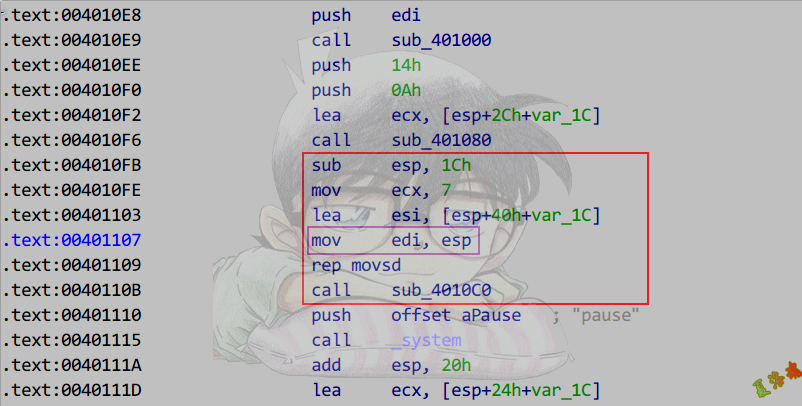 .text:004010E8 push edi
.text:004010E9 call sub_401000
.text:004010EE push 14h
.text:004010F0 push 0Ah
.text:004010F2 lea ecx, [esp+2Ch+var_1C]
.text:004010F6 call sub_401080
.text:004010FB sub esp, 1Ch
.text:004010FE mov ecx, 7
.text:00401103 lea esi, [esp+40h+var_1C]
.text:00401107 mov edi, esp
.text:00401109 rep movsd
.text:0040110B call sub_4010C0
.text:00401110 push offset aPause ; "pause"
.text:00401115 call _system
.text:0040111A add esp, 20h
.text:0040111D lea ecx, [esp+24h+var_1C]